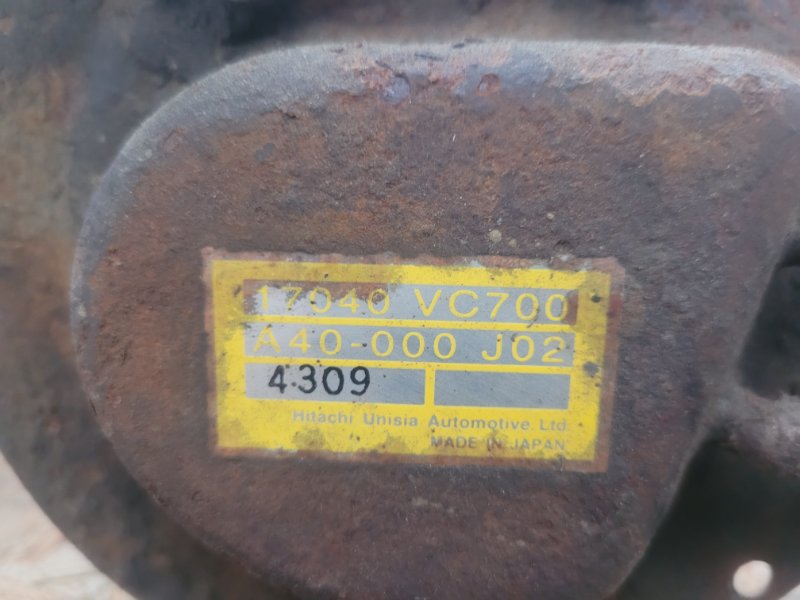 17040 VC700
A40-000 J02
4309
Hitachi Unisia Automotive, Ltd.
MADE IN JAPAN